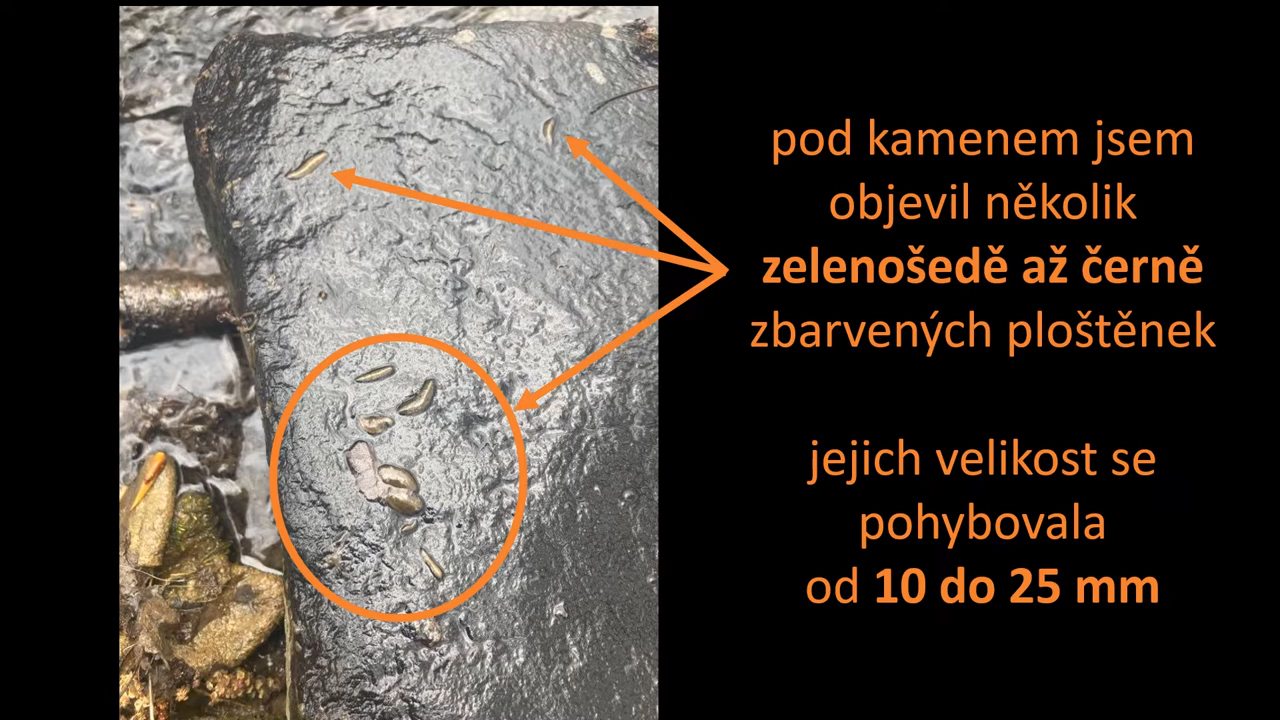 pod kamenem jsem
objevil několik
zelenošedě až černě
zbarvených ploštěnek
jejich velikost se
pohybovala
od 10 do 25 mm